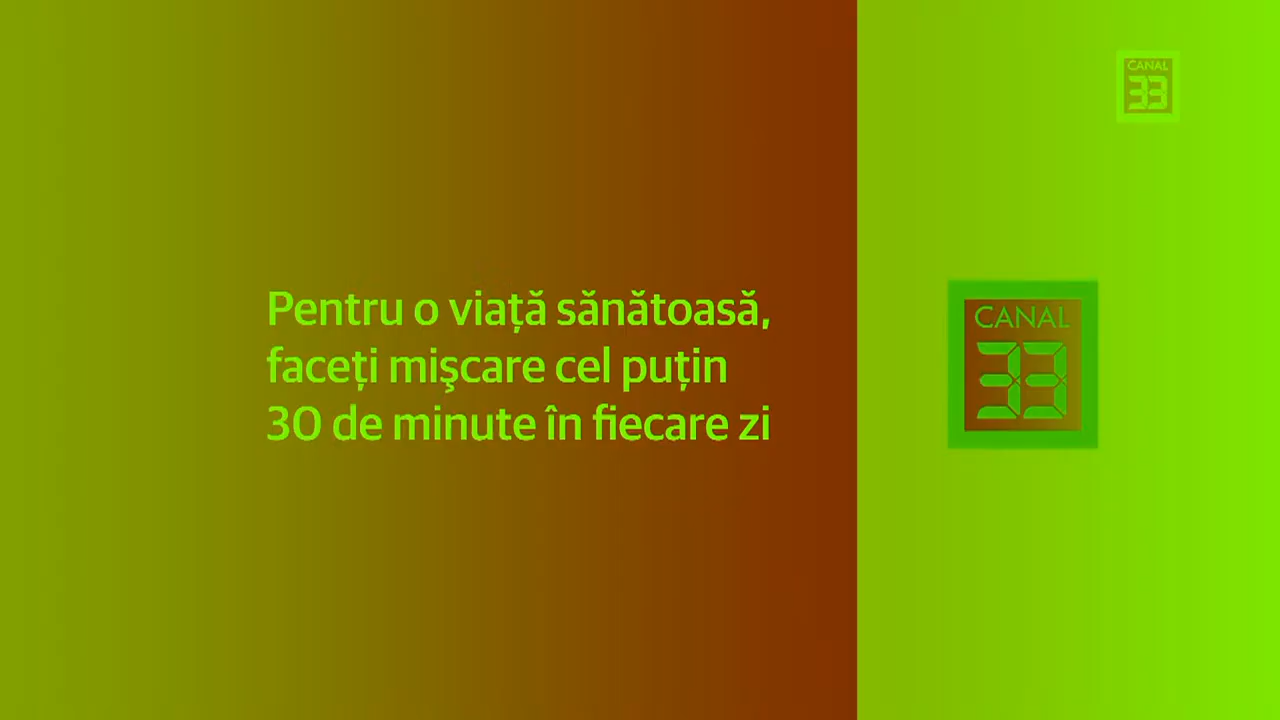 CANAL
33
Pentru o viață sănătoasă,
faceți mişcare cel puțin
30 de minute în fiecare zi
CANAL
33